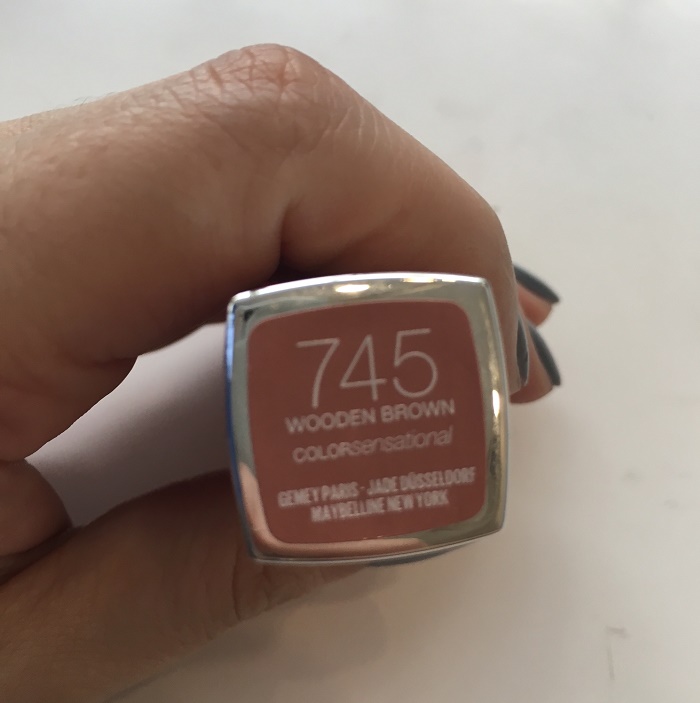 745
WOODEN BROWN
COLORsensational
GEMEY PARIS - JADE DÜSSELDORF
MAYBELLINE NEW YORK